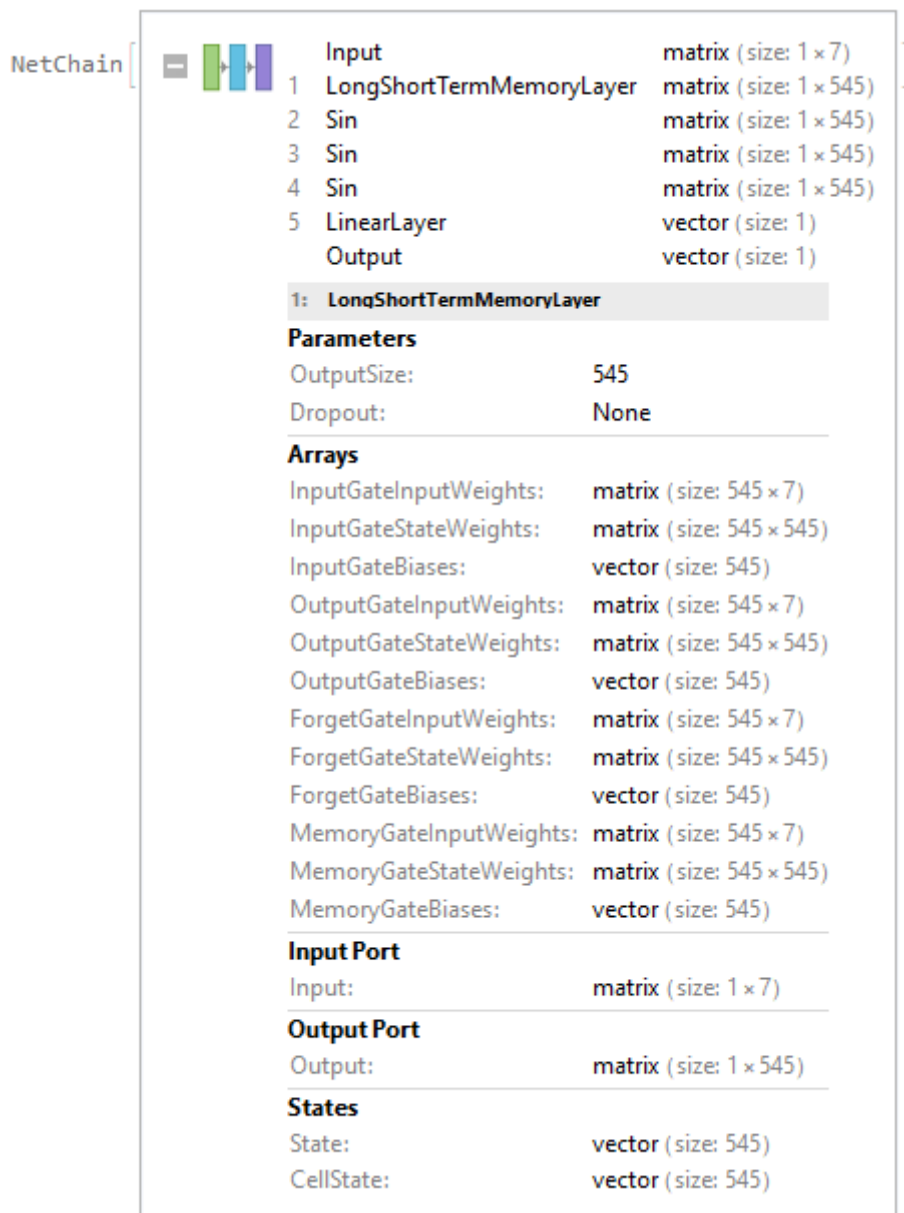 NetChain[
Input matrix (size: 1×7)
1 LongShortTermMemoryLayer matrix (size: 1×545)
2 Sin matrix (size: 1×545)
3 Sin matrix (size: 1×545)
4 Sin matrix (size: 1×545)
5 LinearLayer vector (size: 1)
Output vector (size: 1)
1: LongShortTermMemoryLayer
Parameters
OutputSize: 545
Dropout: None
Arrays
InputGateInputWeights: matrix (size: 545×7)
InputGateStateWeights: matrix (size: 545×545)
InputGateBiases: vector (size: 545)
OutputGateInputWeights: matrix (size: 545×7)
OutputGateStateWeights: matrix (size: 545×545)
OutputGateBiases: vector (size: 545)
ForgetGateInputWeights: matrix (size: 545×7)
ForgetGateStateWeights: matrix (size: 545×545)
ForgetGateBiases: vector (size: 545)
MemoryGateInputWeights: matrix (size: 545×7)
MemoryGateStateWeights: matrix (size: 545×545)
MemoryGateBiases: vector (size: 545)
Input Port
Input: matrix (size: 1×7)
Output Port
Output: matrix (size: 1×545)
States
State: vector (size: 545)
CellState: vector (size: 545)